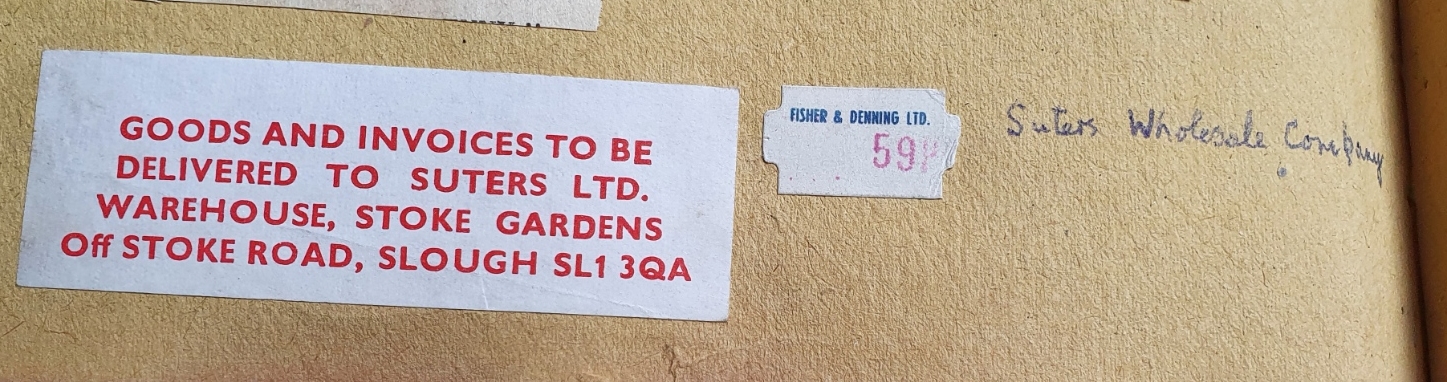 GOODS AND INVOICES TO BE
DELIVERED TO SUTERS LTD.
WAREHOUSE, STOKE GARDENS
Off STOKE ROAD, SLOUGH SL1 3QA
FISHER & DENNING LTD.
59P
Suters Wholesale Company